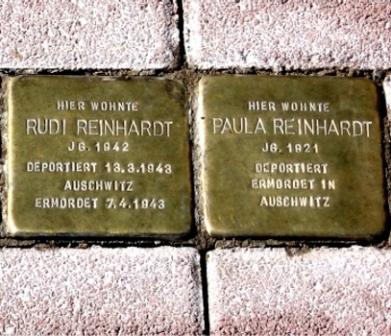 HIER WOHNTE
RUDI REINHARDT
JG. 1942
DEPORTIERT 13.3.1943
AUSCHWITZ
ERMORDET 7.4.1943
HIER WOHNTE
PAULA REINHARDT
JG. 1921
DEPORTIERT
ERMORDET IN
AUSCHWITZ